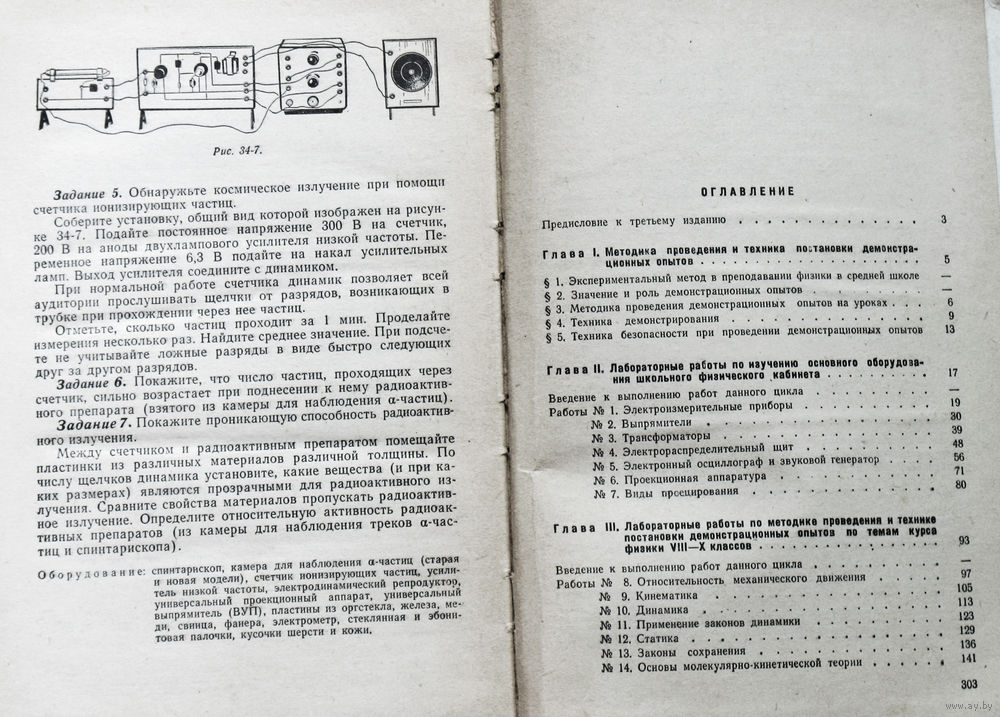 Рис. 34-7.
Задание 5. Обнаружьте космическое излучение при помощи
счетчика ионизирующих частиц.
Соберите установку, общий вид которой изображен на рисун-
ке 34-7. Подайте постоянное напряжение 300 В на счетчик,
200 В на аноды двухлампового усилителя низкой частоты. Пе-
ременное напряжение 6,3 В подайте на накал усилительных
ламп. Выход усилителя соедините с динамиком.
При нормальной работе счетчика динамик позволяет всей
аудитории прослушивать щелчки от разрядов, возникающих в
трубке при прохождении через нее частиц.
Отметьте, сколько частиц проходит за 1 мин. Проделайте
измерения несколько раз. Найдите среднее значение. При подсче-
те не учитывайте ложные разряды в виде быстро следующих
друг за другом разрядов.
Задание 6. Покажите, что число частиц, проходящих через
счетчик, сильно возрастает при поднесении к нему радиоактив-
ного препарата (взятого из камеры для наблюдения α-частиц).
Задание 7. Покажите проникающую способность радиоактив-
ного излучения.
Между счетчиком и радиоактивным препаратом помещайте
пластинки из различных материалов различной толщины. По
числу щелчков динамика установите, какие вещества (и при ка-
ких размерах) являются прозрачными для радиоактивного из-
лучения. Сравните свойства материалов пропускать радиоактив-
ное излучение. Определите относительную активность радиоак-
тивных препаратов (из камеры для наблюдения треков α-час-
тиц и спинтарископа).
Оборудование: спинтарископ, камера для наблюдения α-частиц (старая
и новая модели), счетчик ионизирующих частиц, усили-
тель низкой частоты, электродинамический репродуктор,
универсальный проекционный аппарат, универсальный
выпрямитель (ВУП), пластины из оргстекла, железа, ме-
ди, свинца, фанера, электрометр, стеклянная и эбони-
товая палочки, кусочки шерсти и кожи.
ОГЛАВЛЕНИЕ
Предисловие к третьему изданию . . . . . . . . . . . . . 3
Глава I. Методика проведения и техника постановки демонстра-
ционных опытов . . . . . . . . . . . . . . . . 5
§ 1. Экспериментальный метод в преподавании физики в средней школе —
§ 2. Значение и роль демонстрационных опытов . . . . . . . . —
§ 3. Методика проведения демонстрационных опытов на уроках . . . 6
§ 4. Техника демонстрирования . . . . . . . . . . . . . 9
§ 5. Техника безопасности при проведении демонстрационных опытов 13
Глава II. Лабораторные работы по изучению основного оборудова-
ния школьного физического кабинета . . . . . . . . . 17
Введение к выполнению работ данного цикла . . . . . . . . . —
Работы № 1. Электроизмерительные приборы . . . . . . . . . 19
№ 2. Выпрямители . . . . . . . . . . . . . . 30
№ 3. Трансформаторы . . . . . . . . . . . . . 39
№ 4. Электрораспределительный щит . . . . . . . . 48
№ 5. Электронный осциллограф и звуковой генератор . . . 56
№ 6. Проекционная аппаратура . . . . . . . . . . 71
№ 7. Виды проецирования . . . . . . . . . . . . 80
Глава III. Лабораторные работы по методике проведения и технике
постановки демонстрационных опытов по темам курса
физики VIII—X классов . . . . . . . . . . . . . 93
Введение к выполнению работ данного цикла . . . . . . . . . —
Работы № 8. Относительность механического движения . . . . . 97
№ 9. Кинематика . . . . . . . . . . . . . . 105
№ 10. Динамика . . . . . . . . . . . . . . . 113
№ 11. Применение законов динамики . . . . . . . . 123
№ 12. Статика . . . . . . . . . . . . . . . 129
№ 13. Законы сохранения . . . . . . . . . . . . 136
№ 14. Основы молекулярно-кинетической теории . . . . . . 141
303
www.ay.by